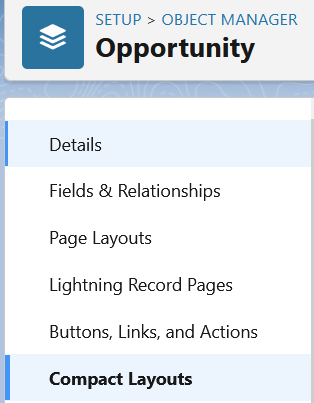 SETUP > OBJECT MANAGER
Opportunity
Details
Fields & Relationships
Page Layouts
Lightning Record Pages
Buttons, Links, and Actions
Compact Layouts